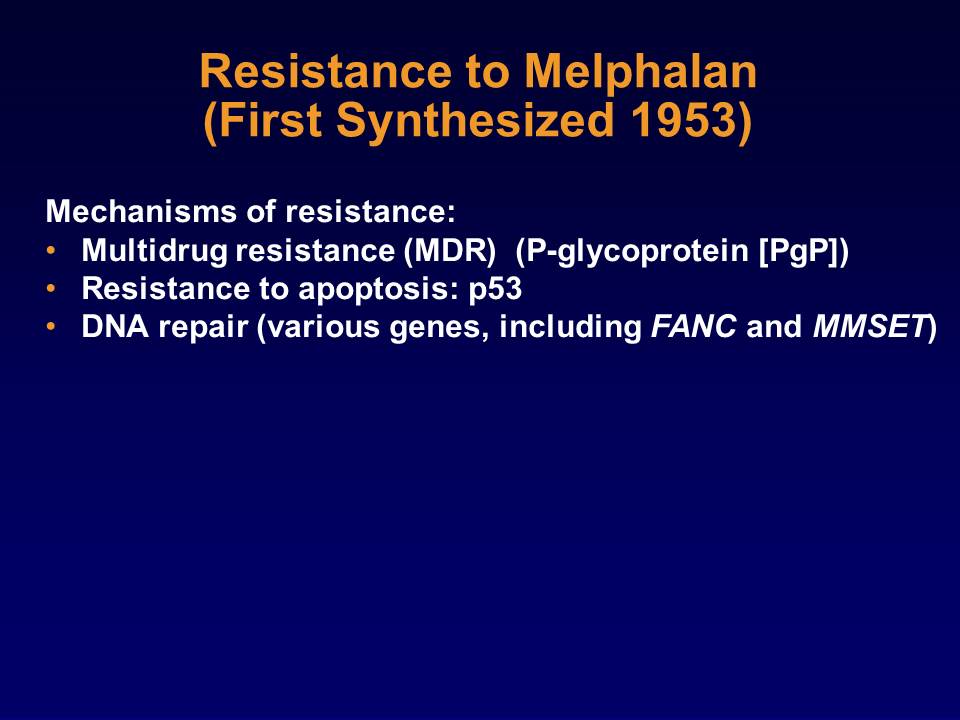 Resistance to Melphalan
(First Synthesized 1953)
Mechanisms of resistance:
• Multidrug resistance (MDR)  (P-glycoprotein [PgP])
• Resistance to apoptosis: p53
• DNA repair (various genes, including FANC and MMSET)